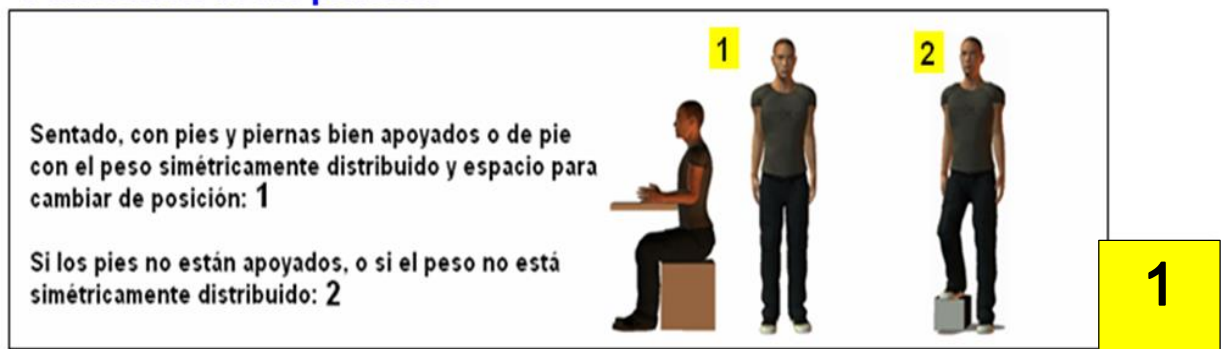 1
2
Sentado, con pies y piernas bien apoyados o de pie
con el peso simétricamente distribuido y espacio para
cambiar de posición: 1
Si los pies no están apoyados, o si el peso no está
simétricamente distribuido: 2
1